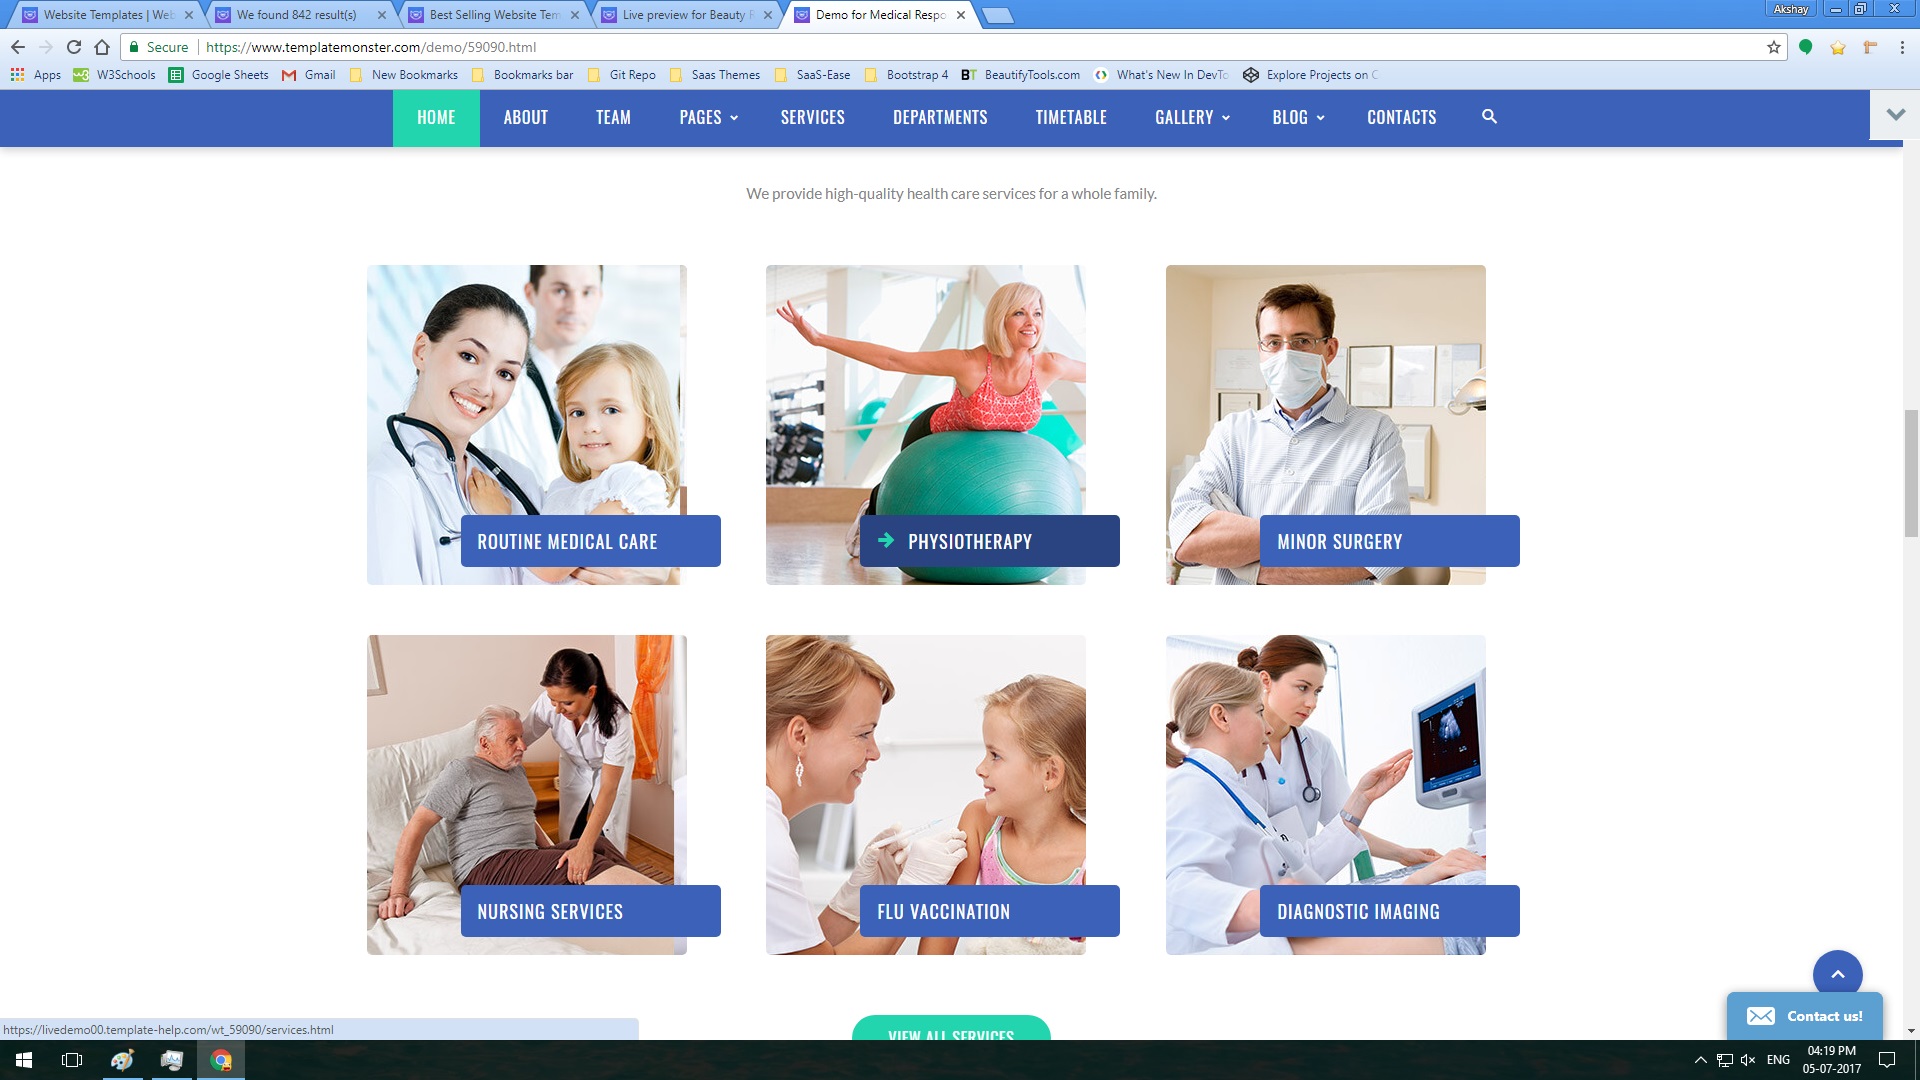 Website Templates | Web
We found 842 result(s)
Best Selling Website Tem
Live preview for Beauty
Demo for Medical Respo
Akshay
Secure
https://www.templatemonster.com/demo/59090.html
Apps
W3Schools
Google Sheets
Gmail
New Bookmarks
Bookmarks bar
Git Repo
Saas Themes
SaaS-Ease
Bootstrap 4
BT BeautifyTools.com
What's New In DevTo
Explore Projects on C
HOME
ABOUT
TEAM
PAGES
SERVICES
DEPARTMENTS
TIMETABLE
GALLERY
BLOG
CONTACTS
We provide high-quality health care services for a whole family.
ROUTINE MEDICAL CARE
PHYSIOTHERAPY
MINOR SURGERY
NURSING SERVICES
FLU VACCINATION
DIAGNOSTIC IMAGING
VIEW ALL SERVICES
Contact us!
https://livedemo00.template-help.com/wt_59090/services.html
ENG
04:19 PM
05-07-2017